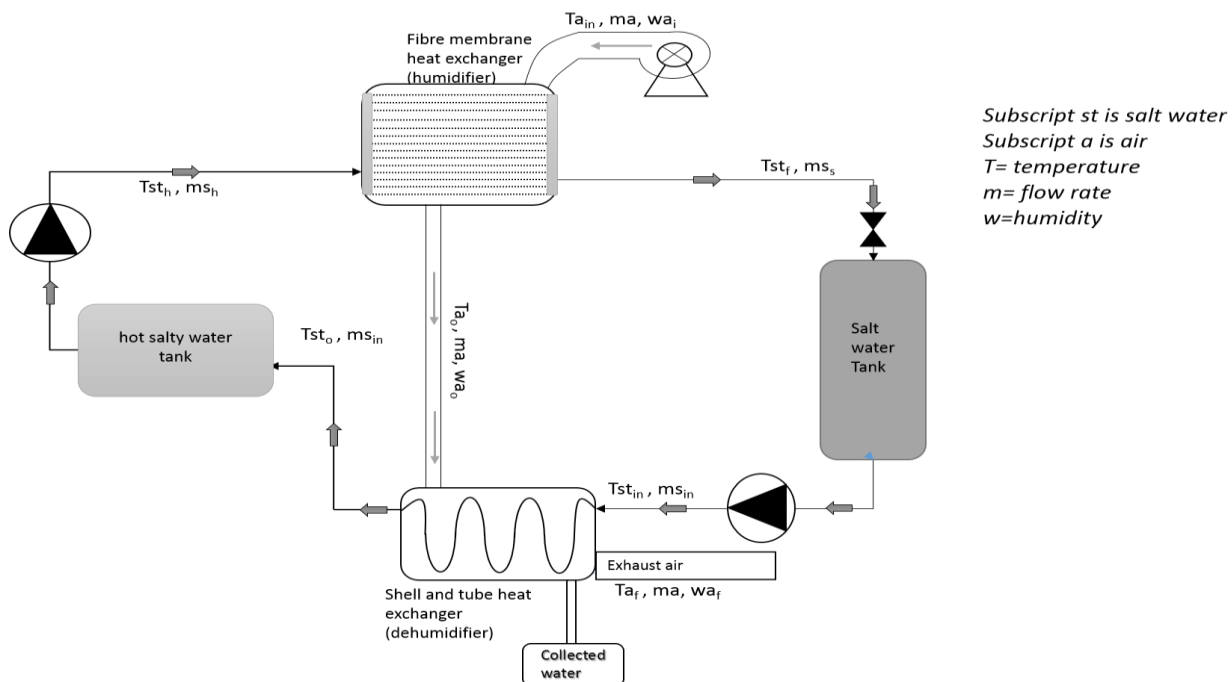 Ta_in , ma, wa_i
Fibre membrane
heat exchanger
(humidifier)
Subscript st is salt water
Subscript a is air
T= temperature
m= flow rate
w=humidity
Tst_h , ms_h
Tst_f , ms_s
hot salty water
tank
Tst_o , ms_in
Ta_o, ma, wa_o
Salt
water
Tank
Tst_in , ms_in
Exhaust air
Ta_f , ma, wa_f
Shell and tube heat
exchanger
(dehumidifier)
Collected
water